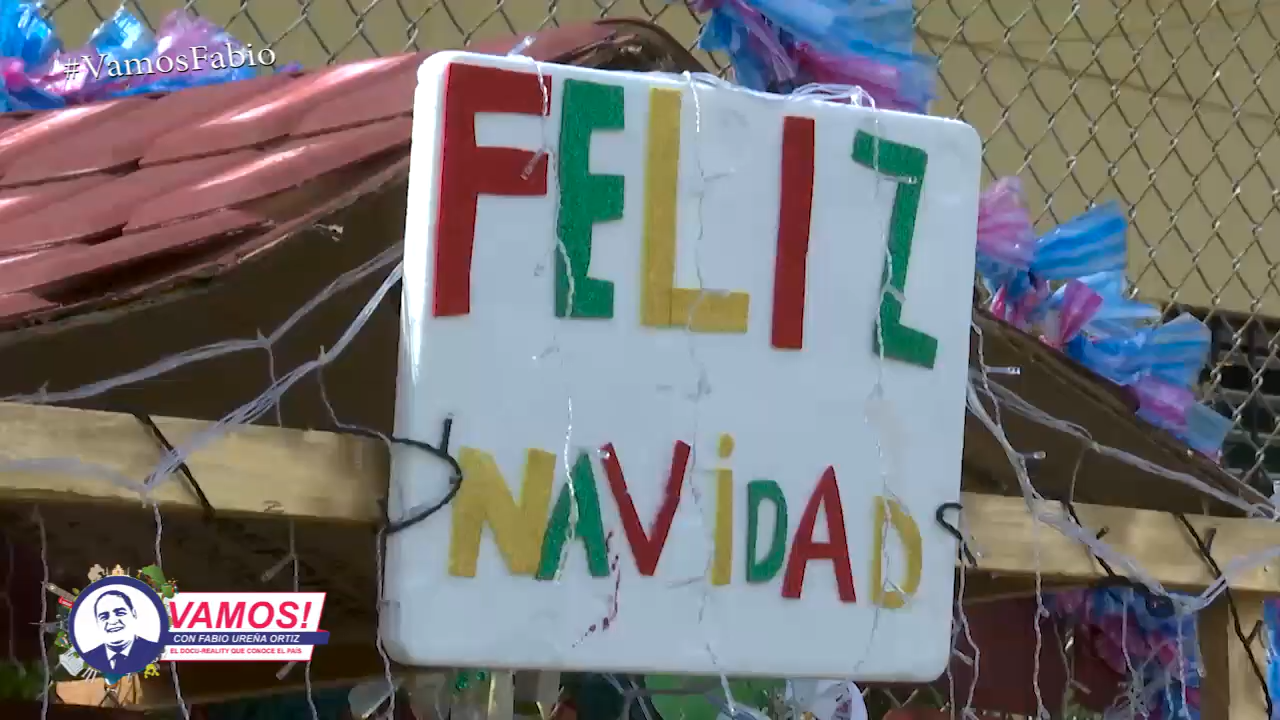 #VamosFabio
FELIZ
NAViDAD
VAMOS!
CON FABIO UREÑA ORTIZ
EL DOCU-REALITY QUE CONOCE EL PAÍS